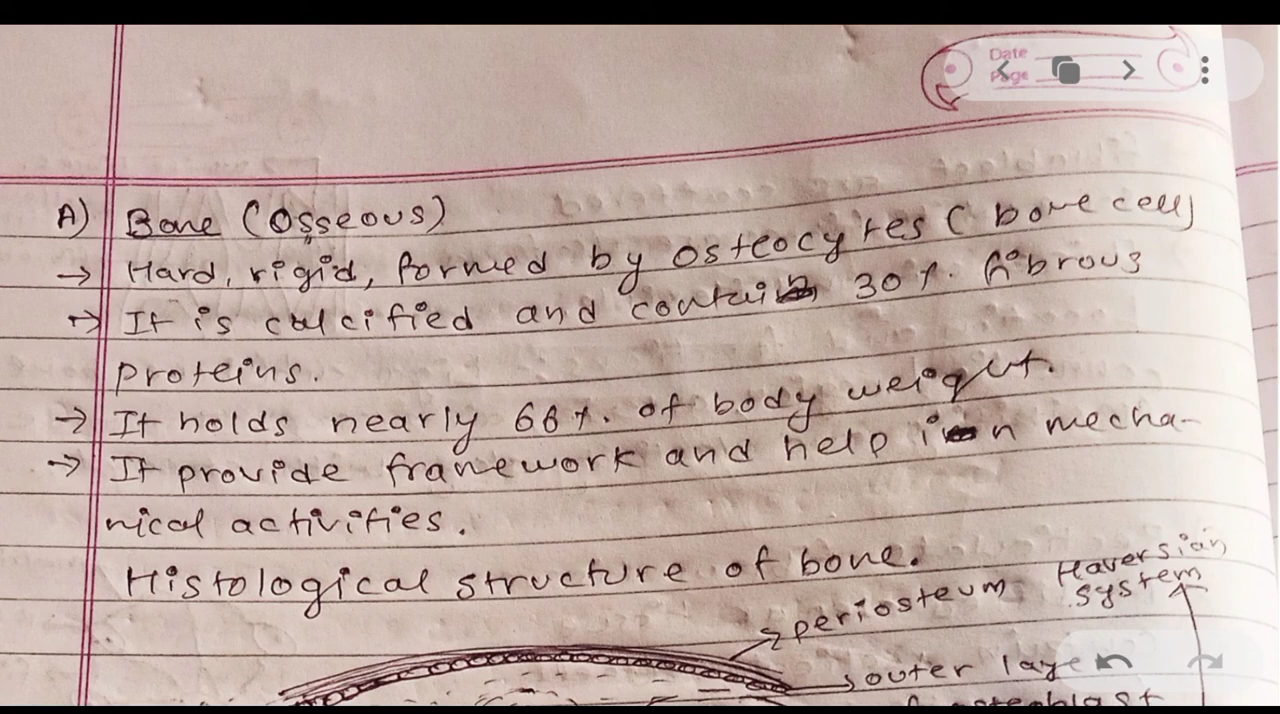 Date
Page
A) Bone (Osseous)
→ Hard, rigid, formed by osteocytes (bone cell)
→ It is calcified and contain 30%. fibrous
proteins.
→ It holds nearly 66%. of body weight.
→ It provide framework and help in mecha-
nical activities.
Histological structure of bone.
Haversian
system
periosteum
outer laye
osteoblast